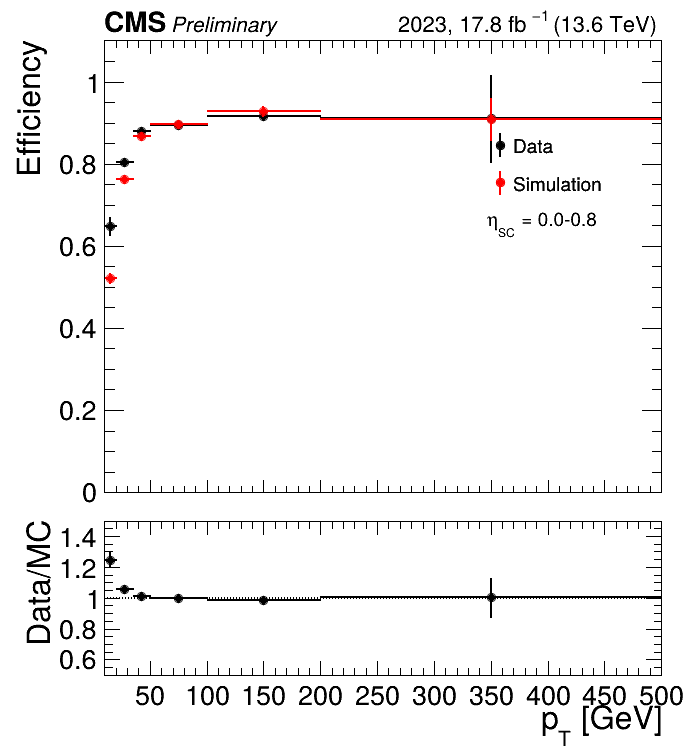 CMS Preliminary 2023, 17.8 fb⁻¹ (13.6 TeV)
Efficiency
1
0.8
0.6
0.4
0.2
0
Data
Simulation
ηSC = 0.0-0.8
Data/MC
1.4
1.2
1
0.8
0.6
50 100 150 200 250 300 350 400 450 500
pT [GeV]